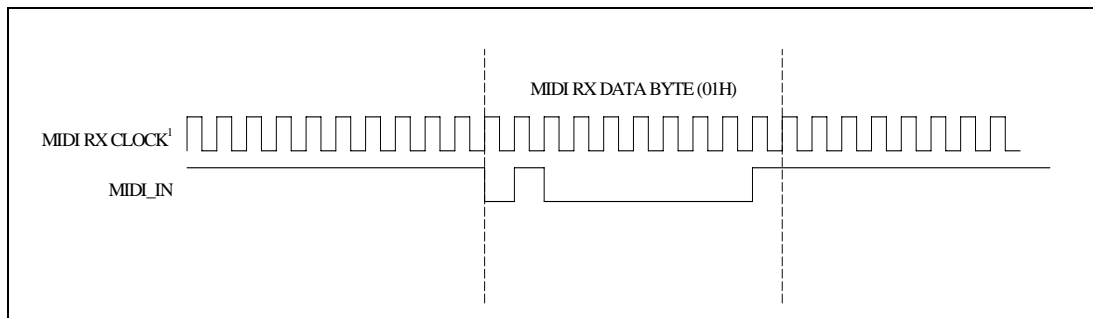 MIDI RX DATA BYTE (01H)
MIDI RX CLOCK¹
MIDI_IN